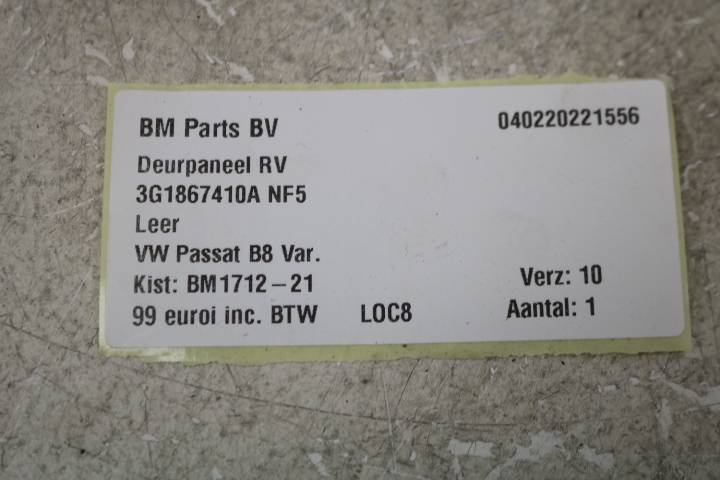 BM Parts BV 040220221556
Deurpaneel RV
3G1867410A NF5
Leer
VW Passat B8 Var.
Kist: BM1712-21 Verz: 10
99 euroi inc. BTW LOC8 Aantal: 1